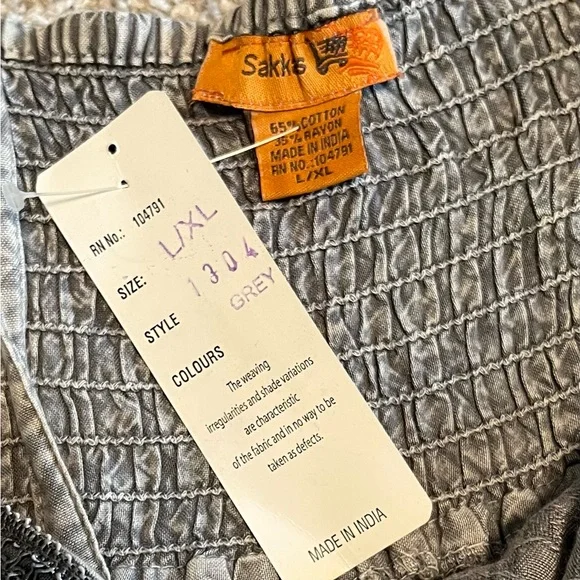 Sakkas
65% COTTON
35% RAYON
MADE IN INDIA
RN NO.: 104791
L/XL
RN No.: 104791
SIZE: L/XL
STYLE 1304
COLOURS GREY
The weaving
irregularities and shade variations
are characteristic
of the fabric and in no way to be
taken as defects.
MADE IN INDIA